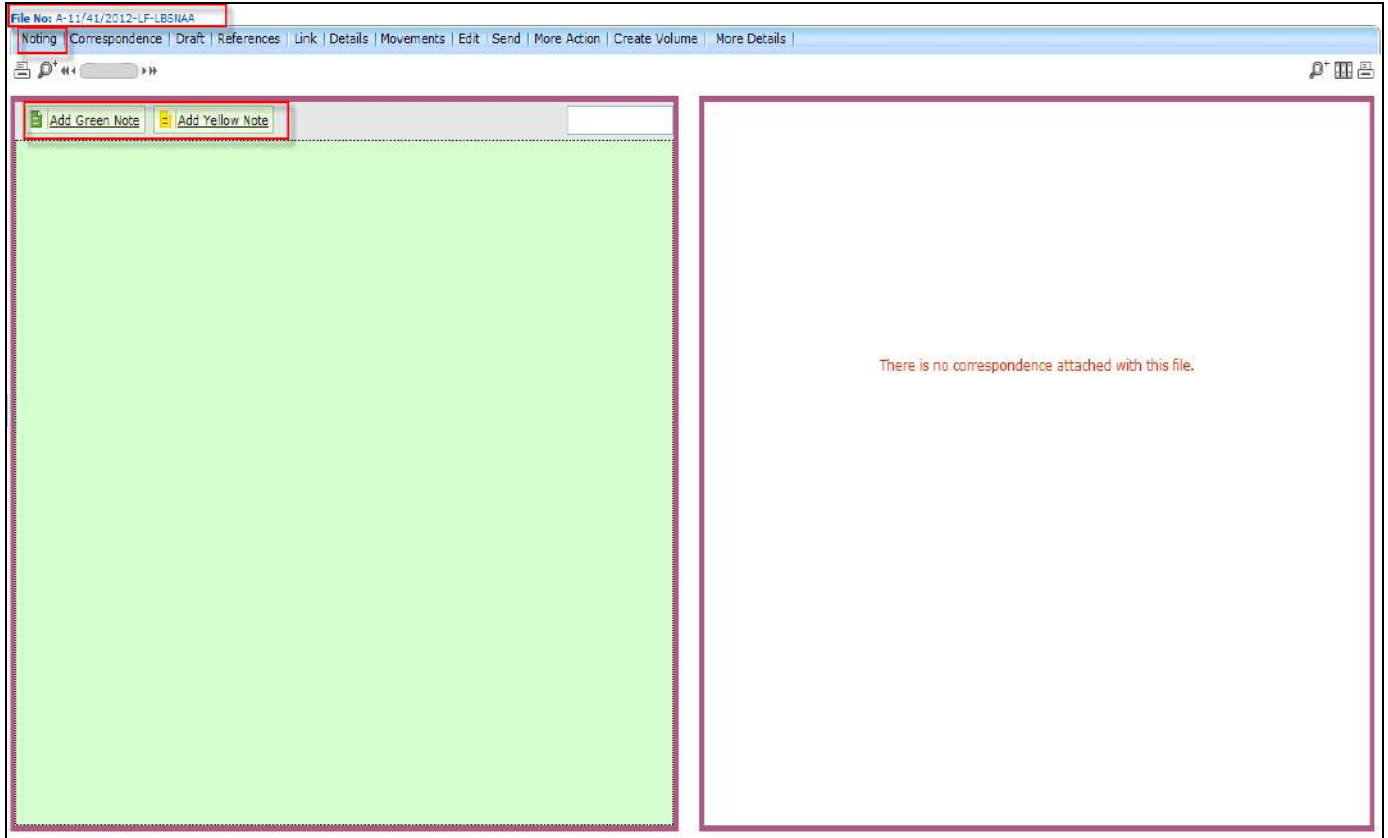 File No: A-11/41/2012-LF-LBSNAA
Noting | Correspondence | Draft | References | Link | Details | Movements | Edit | Send | More Action | Create Volume | More Details |
Add Green Note Add Yellow Note
There is no correspondence attached with this file.